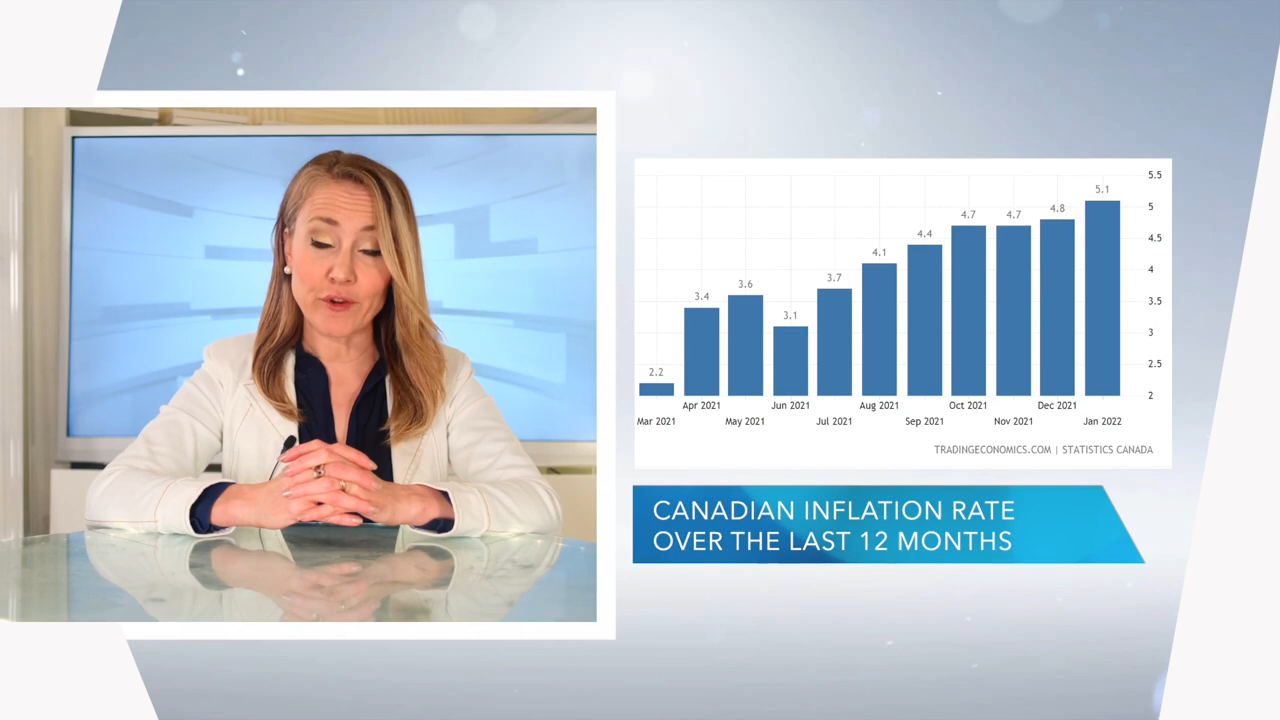 5.5
5.1
5
4.8
4.7
4.7
4.4
4.5
4.1
4
3.7
3.6
3.4
3.5
3.1
3
2.5
2.2
2
Apr 2021
Jun 2021
Aug 2021
Oct 2021
Dec 2021
Mar 2021
May 2021
Jul 2021
Sep 2021
Nov 2021
Jan 2022
TRADINGECONOMICS.COM | STATISTICS CANADA
CANADIAN INFLATION RATE
OVER THE LAST 12 MONTHS